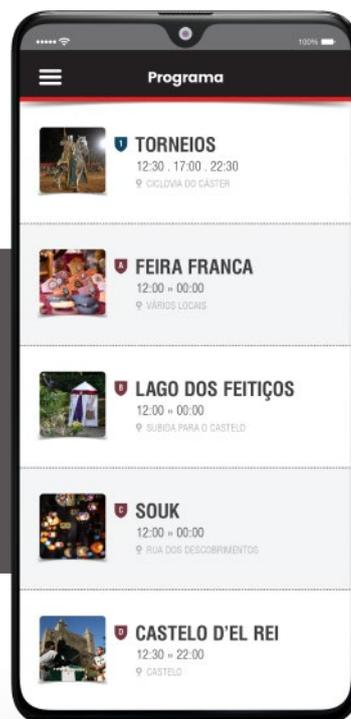 100%
Programa
1 TORNEIOS
12:30 . 17:00 . 22:30
CICLOVIA DO CÁSTER
A FEIRA FRANCA
12:00 » 00:00
VÁRIOS LOCAIS
B LAGO DOS FEITIÇOS
12:00 » 00:00
SUBIDA PARA O CASTELO
C SOUK
12:00 » 00:00
RUA DOS DESCOBRIMENTOS
D CASTELO D'EL REI
12:30 » 22:00
CASTELO